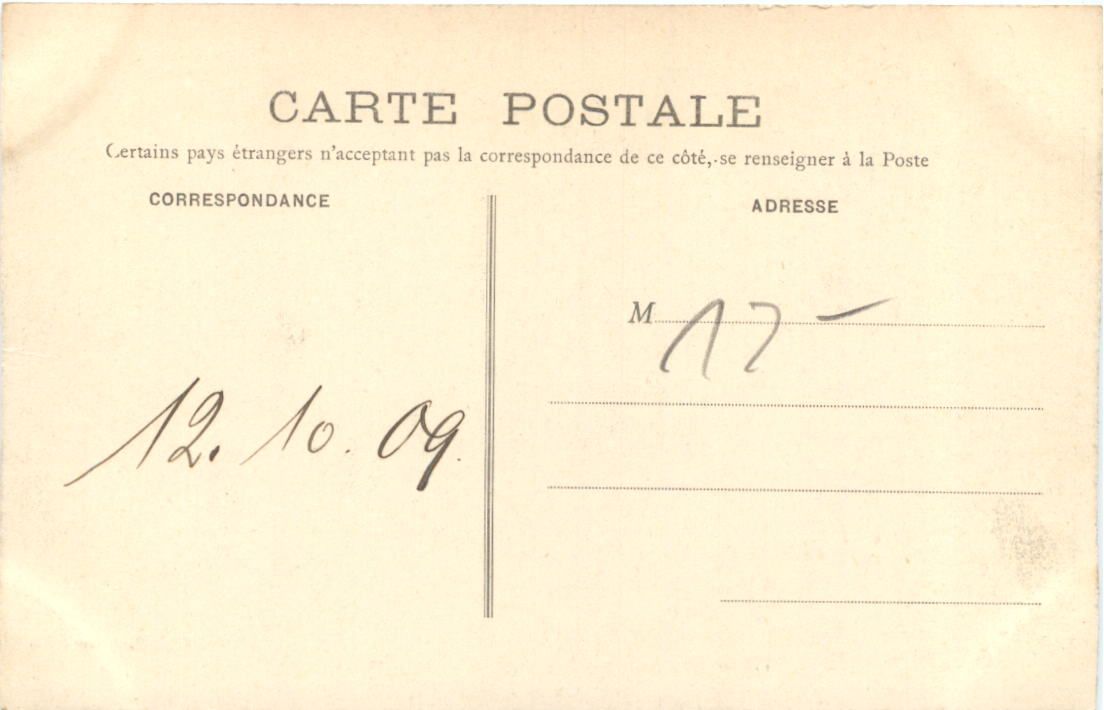 CARTE POSTALE
Certains pays étrangers n'acceptant pas la correspondance de ce côté, se renseigner à la Poste
CORRESPONDANCE
ADRESSE
M 17 –
12. 10. 09.